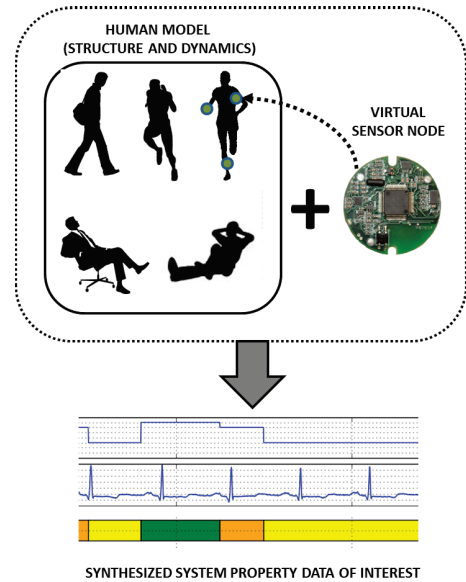 HUMAN MODEL
(STRUCTURE AND DYNAMICS)
VIRTUAL
SENSOR NODE
SYNTHESIZED SYSTEM PROPERTY DATA OF INTEREST